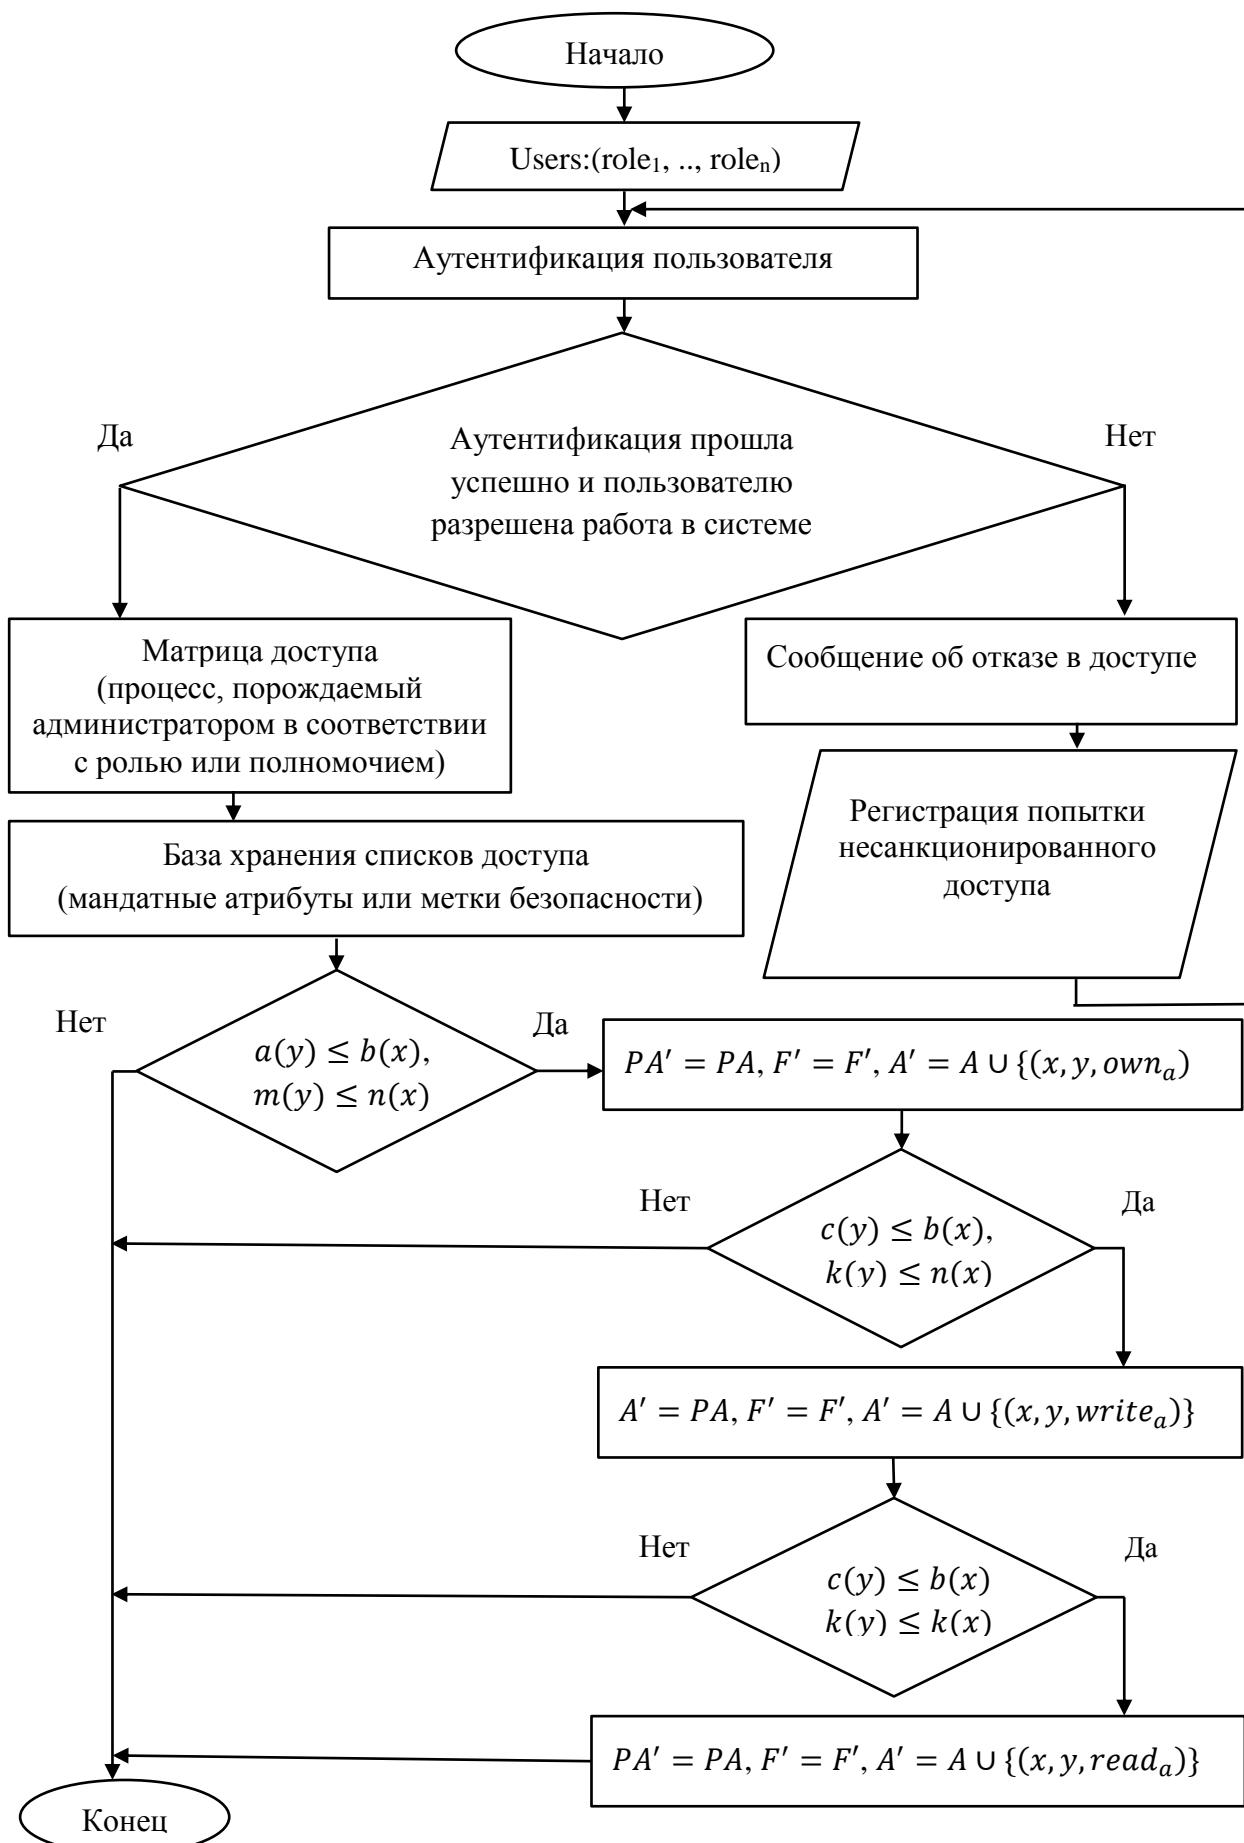 Начало
Users:(role₁, .., roleₙ)
Аутентификация пользователя
Да
Нет
Аутентификация прошла
успешно и пользователю
разрешена работа в системе
Матрица доступа
(процесс, порождаемый
администратором в соответствии
с ролью или полномочием)
Сообщение об отказе в доступе
Регистрация попытки
несанкционированного
доступа
База хранения списков доступа
(мандатные атрибуты или метки безопасности)
Нет
Да
a(y) ≤ b(x),
m(y) ≤ n(x)
PA′ = PA, F′ = F′, A′ = A ∪ {(x, y, ownₐ)
Нет
Да
c(y) ≤ b(x),
k(y) ≤ n(x)
A′ = PA, F′ = F′, A′ = A ∪ {(x, y, writeₐ)}
Нет
Да
c(y) ≤ b(x)
k(y) ≤ k(x)
PA′ = PA, F′ = F′, A′ = A ∪ {(x, y, readₐ)}
Конец